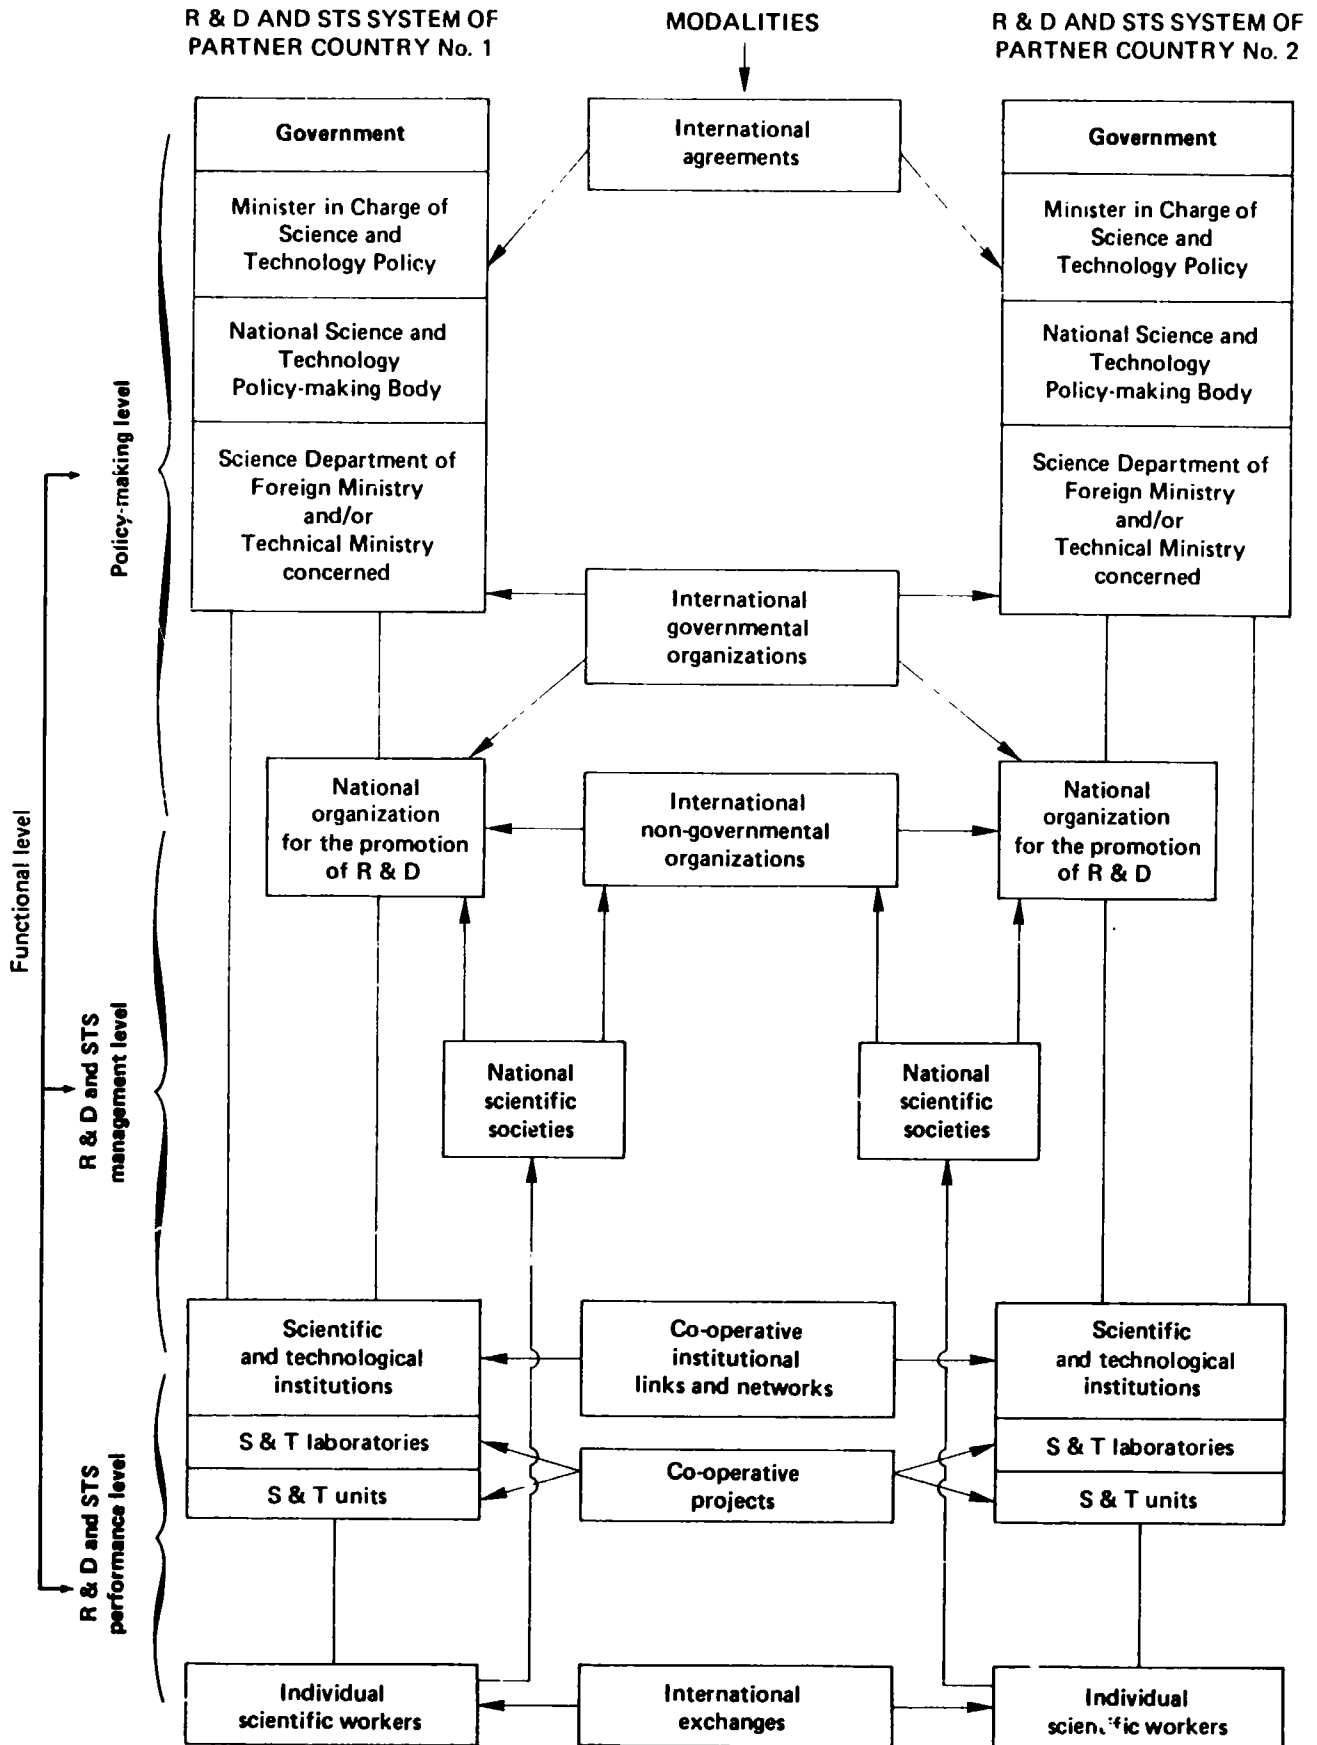 R & D AND STS SYSTEM OF
PARTNER COUNTRY No. 1
MODALITIES
R & D AND STS SYSTEM OF
PARTNER COUNTRY No. 2
Government
Minister in Charge of
Science and
Technology Policy
National Science and
Technology
Policy-making Body
Science Department of
Foreign Ministry
and/or
Technical Ministry
concerned
International
agreements
Government
Minister in Charge of
Science and
Technology Policy
National Science and
Technology
Policy-making Body
Science Department of
Foreign Ministry
and/or
Technical Ministry
concerned
Functional level
Policy-making level
International
governmental
organizations
National
organization
for the promotion
of R & D
International
non-governmental
organizations
National
organization
for the promotion
of R & D
R & D and STS
management level
National
scientific
societies
National
scientific
societies
Scientific
and technological
institutions
S & T laboratories
S & T units
Co-operative
institutional
links and networks
Co-operative
projects
Scientific
and technological
institutions
S & T laboratories
S & T units
R & D and STS
performance level
Individual
scientific workers
International
exchanges
Individual
scientific workers